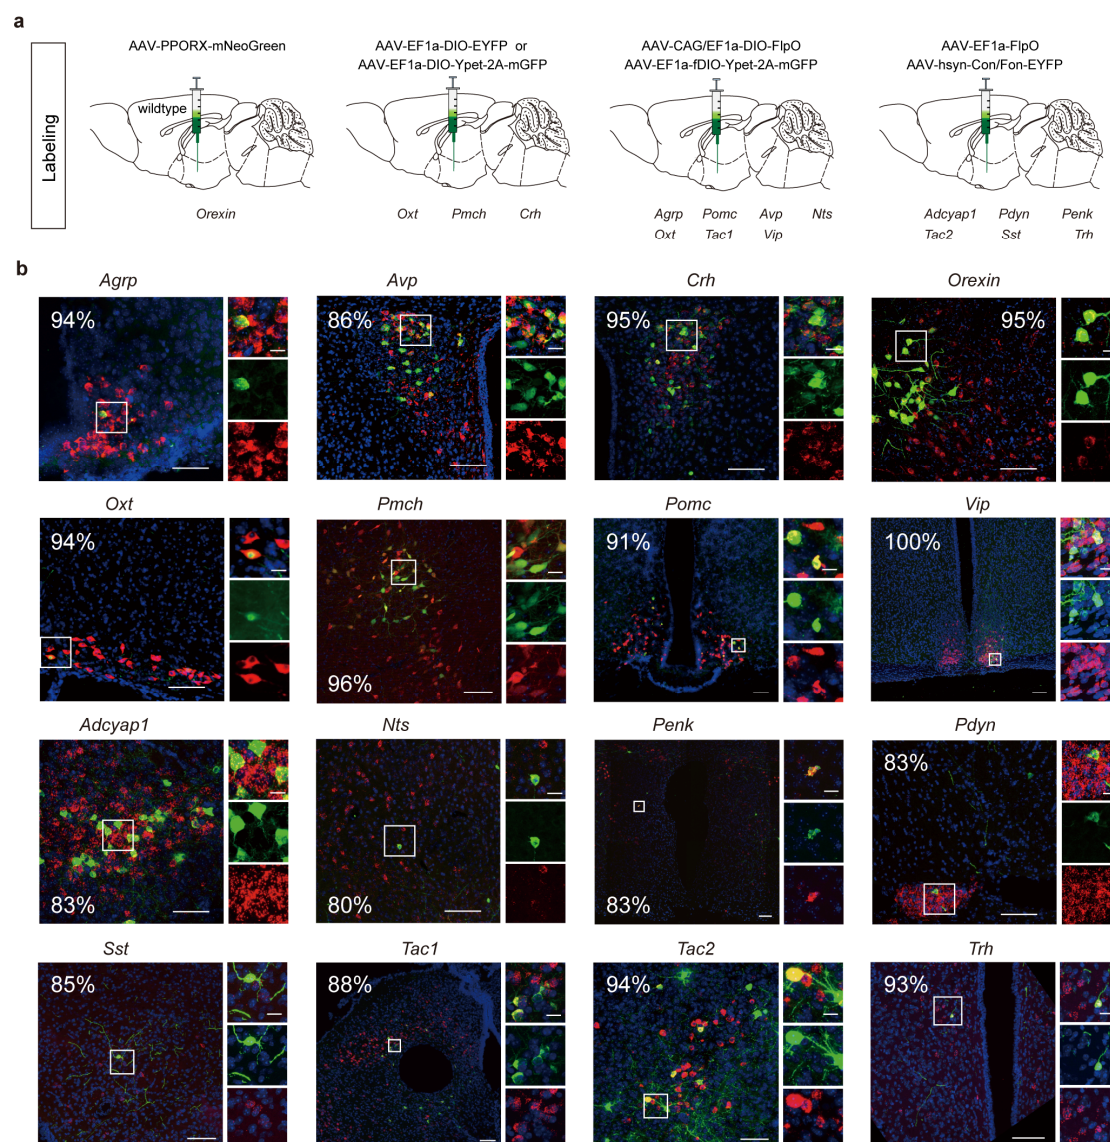 a
Labeling
AAV-PPORX-mNeoGreen
wildtype
Orexin
AAV-EF1a-DIO-EYFP or
AAV-EF1a-DIO-Ypet-2A-mGFP
Oxt Pmch Crh
AAV-CAG/EF1a-DIO-FlpO
AAV-EF1a-fDIO-Ypet-2A-mGFP
Agrp Pomc Avp Nts
Oxt Tac1 Vip
AAV-EF1a-FlpO
AAV-hsyn-Con/Fon-EYFP
Adcyap1 Pdyn Penk
Tac2 Sst Trh
b
Agrp
94%
Avp
86%
Crh
95%
Orexin
95%
Oxt
94%
Pmch
96%
Pomc
91%
Vip
100%
Adcyap1
83%
Nts
80%
Penk
83%
Pdyn
83%
Sst
85%
Tac1
88%
Tac2
94%
Trh
93%